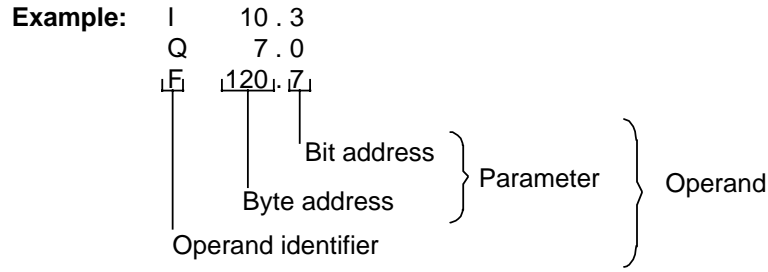 Example: I 10 . 3
Q 7 . 0
F 120 . 7
Bit address
Parameter
Operand
Byte address
Operand identifier